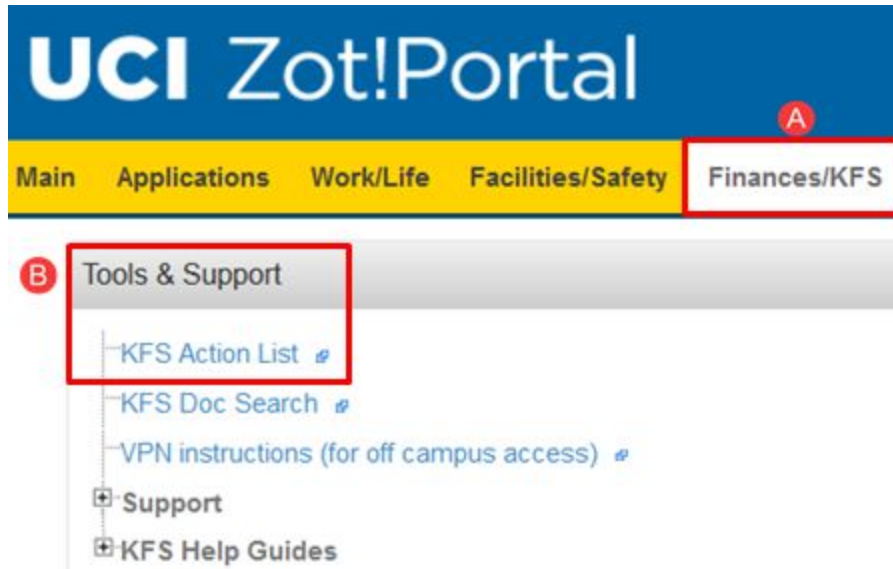 UCI Zot!Portal
A
Main Applications Work/Life Facilities/Safety Finances/KFS
B Tools & Support
KFS Action List
KFS Doc Search
VPN instructions (for off campus access)
Support
KFS Help Guides